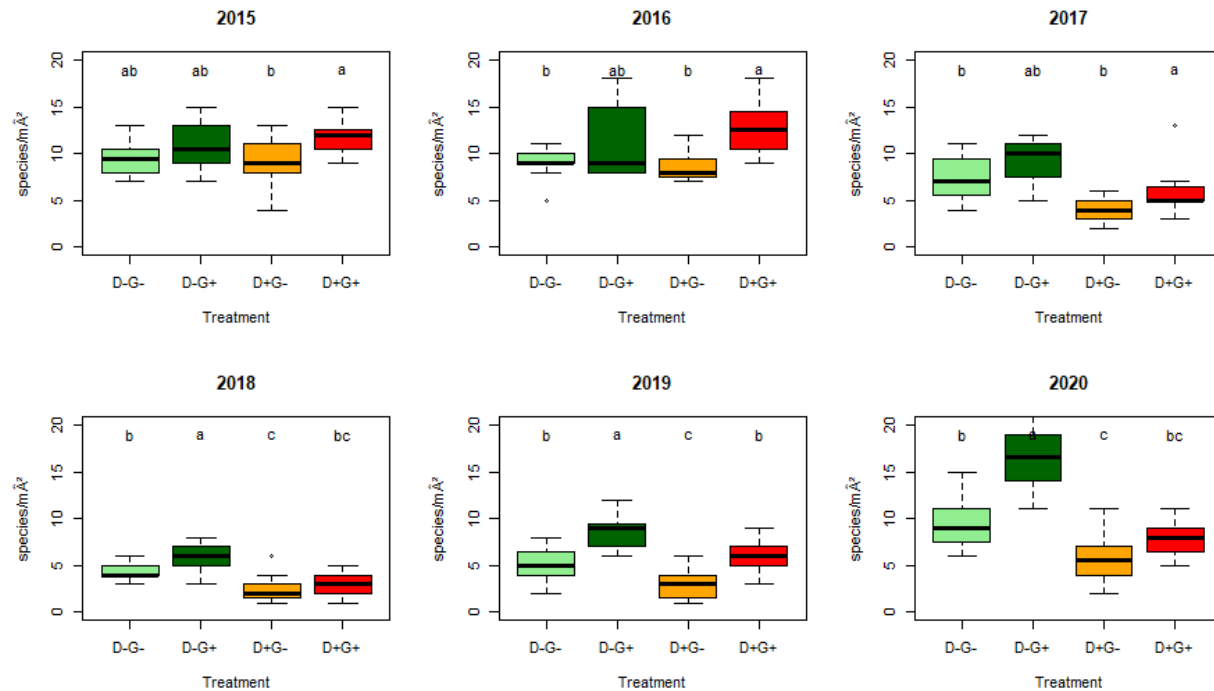 2015
20
15
10
5
0
species/mÂ²
ab
ab
b
a
D-G-
D-G+
D+G-
D+G+
Treatment
2016
20
15
10
5
0
species/mÂ²
b
ab
b
a
D-G-
D-G+
D+G-
D+G+
Treatment
2017
20
15
10
5
0
species/mÂ²
b
ab
b
a
D-G-
D-G+
D+G-
D+G+
Treatment
2018
20
15
10
5
0
species/mÂ²
b
a
c
bc
D-G-
D-G+
D+G-
D+G+
Treatment
2019
20
15
10
5
0
species/mÂ²
b
a
c
b
D-G-
D-G+
D+G-
D+G+
Treatment
2020
20
15
10
5
0
species/mÂ²
b
a
c
bc
D-G-
D-G+
D+G-
D+G+
Treatment